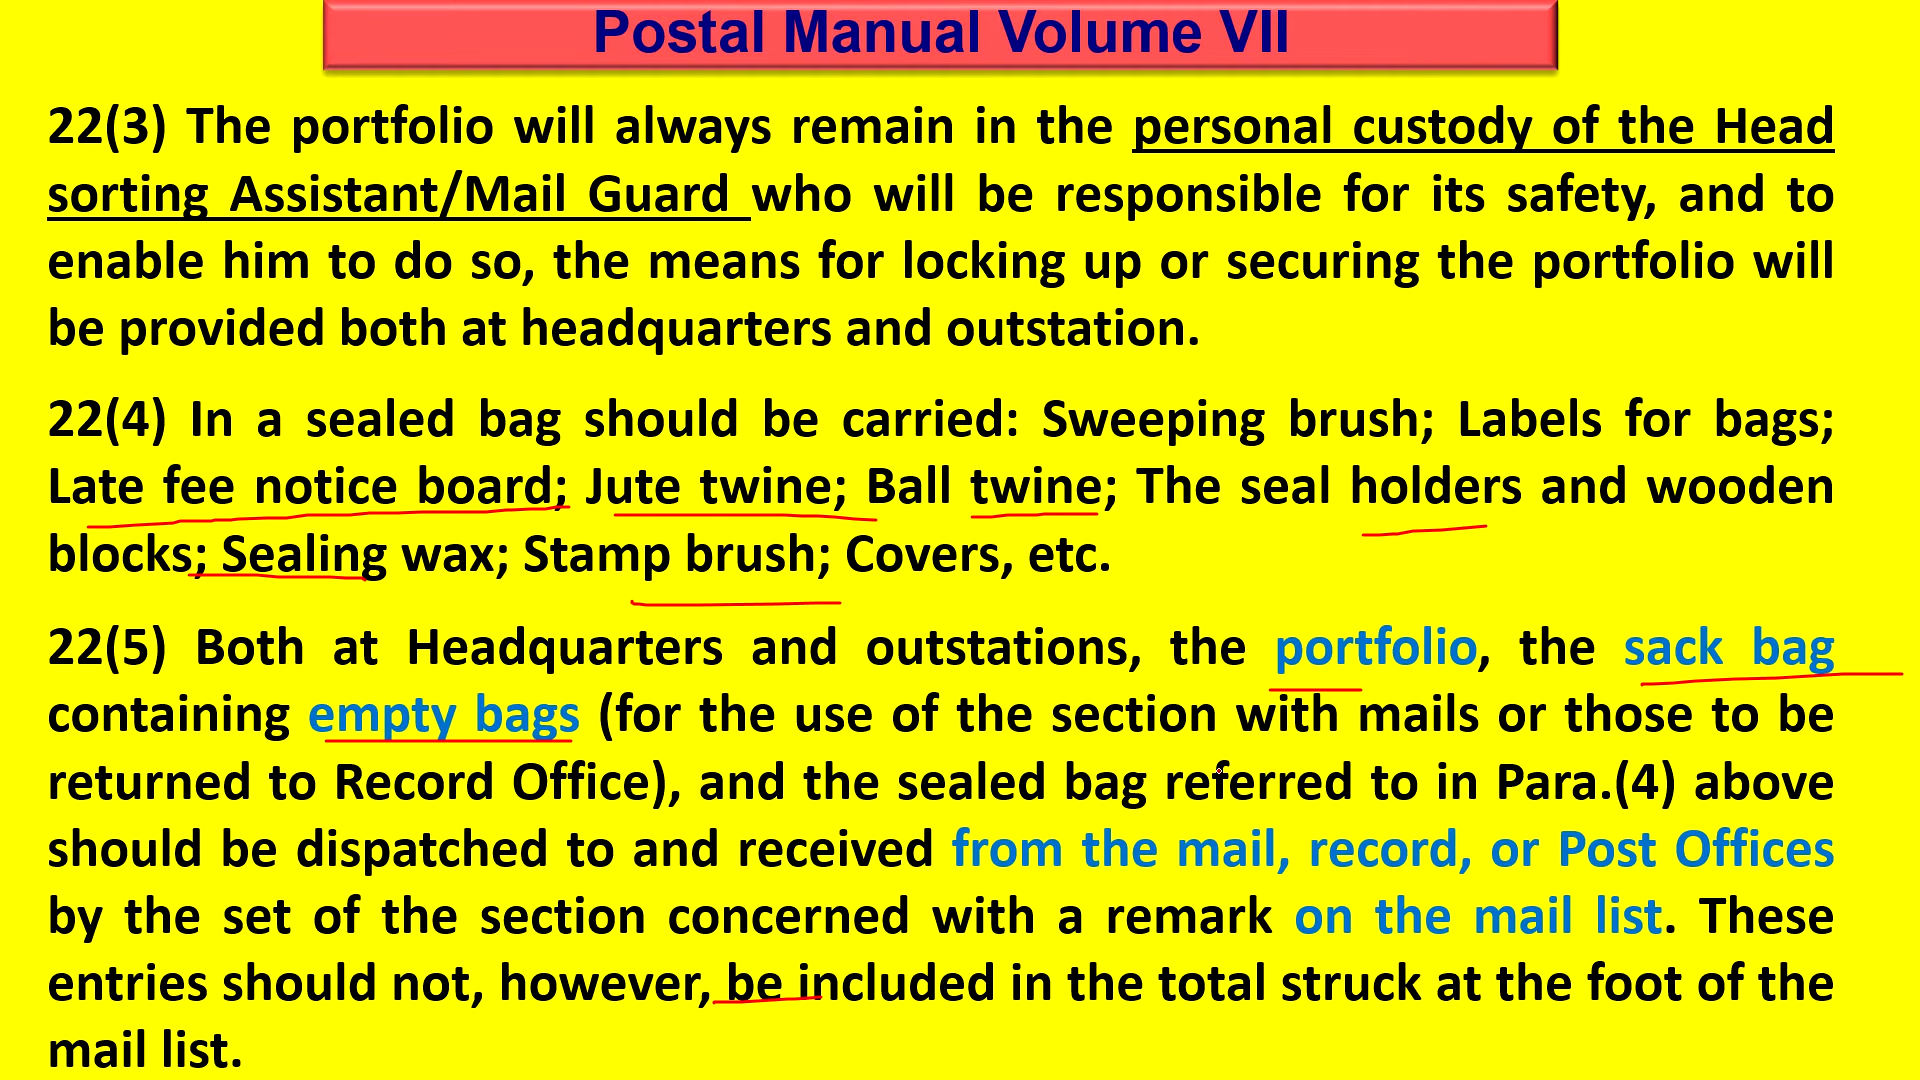 Postal Manual Volume VII
22(3) The portfolio will always remain in the personal custody of the Head
sorting Assistant/Mail Guard who will be responsible for its safety, and to
enable him to do so, the means for locking up or securing the portfolio will
be provided both at headquarters and outstation.
22(4) In a sealed bag should be carried: Sweeping brush; Labels for bags;
Late fee notice board; Jute twine; Ball twine; The seal holders and wooden
blocks; Sealing wax; Stamp brush; Covers, etc.
22(5) Both at Headquarters and outstations, the portfolio, the sack bag
containing empty bags (for the use of the section with mails or those to be
returned to Record Office), and the sealed bag referred to in Para.(4) above
should be dispatched to and received from the mail, record, or Post Offices
by the set of the section concerned with a remark on the mail list. These
entries should not, however, be included in the total struck at the foot of the
mail list.